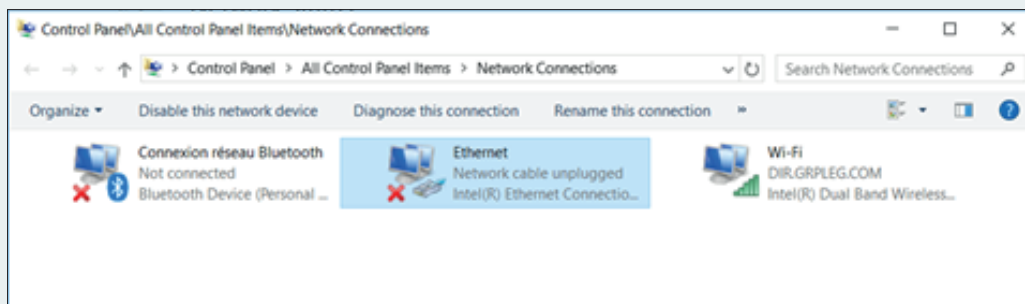 Control Panel\All Control Panel Items\Network Connections
Control Panel > All Control Panel Items > Network Connections
Search Network Connections
Organize Disable this network device Diagnose this connection Rename this connection »
Connexion réseau Bluetooth
Not connected
Bluetooth Device (Personal ...
Ethernet
Network cable unplugged
Intel(R) Ethernet Connectio...
Wi-Fi
DIR.GRPLEG.COM
Intel(R) Dual Band Wireless...